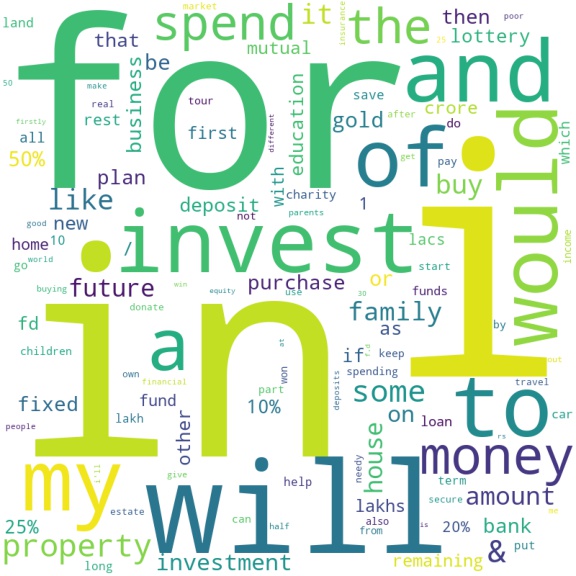 land
market
insurance
that
spend
it
the
then
lottery
25
poor
mutual
for
and
50
make
business
be
rest
real
tour
save
crore
all
firstly
first
education
different
gold
after
do
of
which
50%
plan
with
get
pay
would
like
deposit
charity
1
buy
i
good
new
not
parents
home
10
/
invest
lacs
income
go
world
future
purchase
or
start
buying
win
equity
use
30
funds
fd
donate
in
a
family
as
by
children
at
if
f.d
keep
out
own
financial
won
spending
part
deposits
some
travel
fixed
lakh
fund
10%
on
loan
to
car
people
other
house
rs
my
i'll
give
will
needy
money
help
lakhs
term
amount
me
25%
estate
can
half
also
from
is
secure
20%
bank
property
long
investment
remaining
&
put